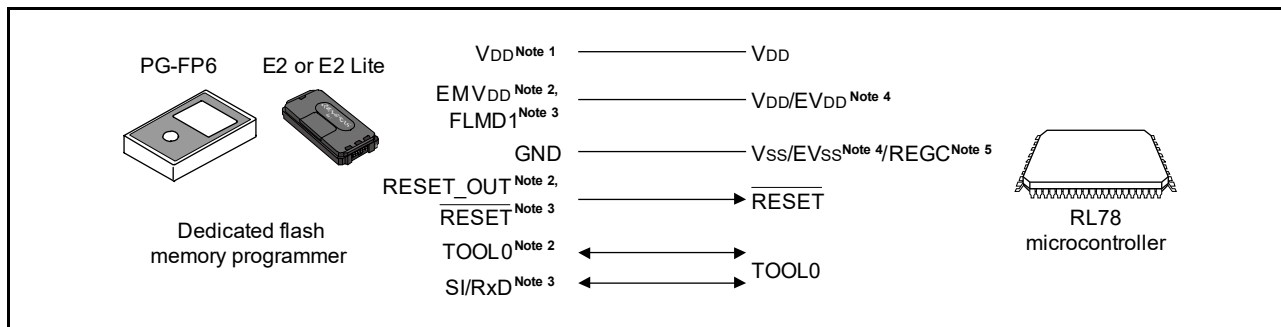 PG-FP6
E2 or E2 Lite
Dedicated flash
memory programmer
VDD Note 1
VDD
EMVDD Note 2,
FLMD1 Note 3
VDD/EVDD Note 4
GND
VSS/EVSS Note 4/REGC Note 5
RESET_OUT Note 2,
RESET Note 3
RESET
TOOL0 Note 2
SI/RxD Note 3
TOOL0
RL78
microcontroller